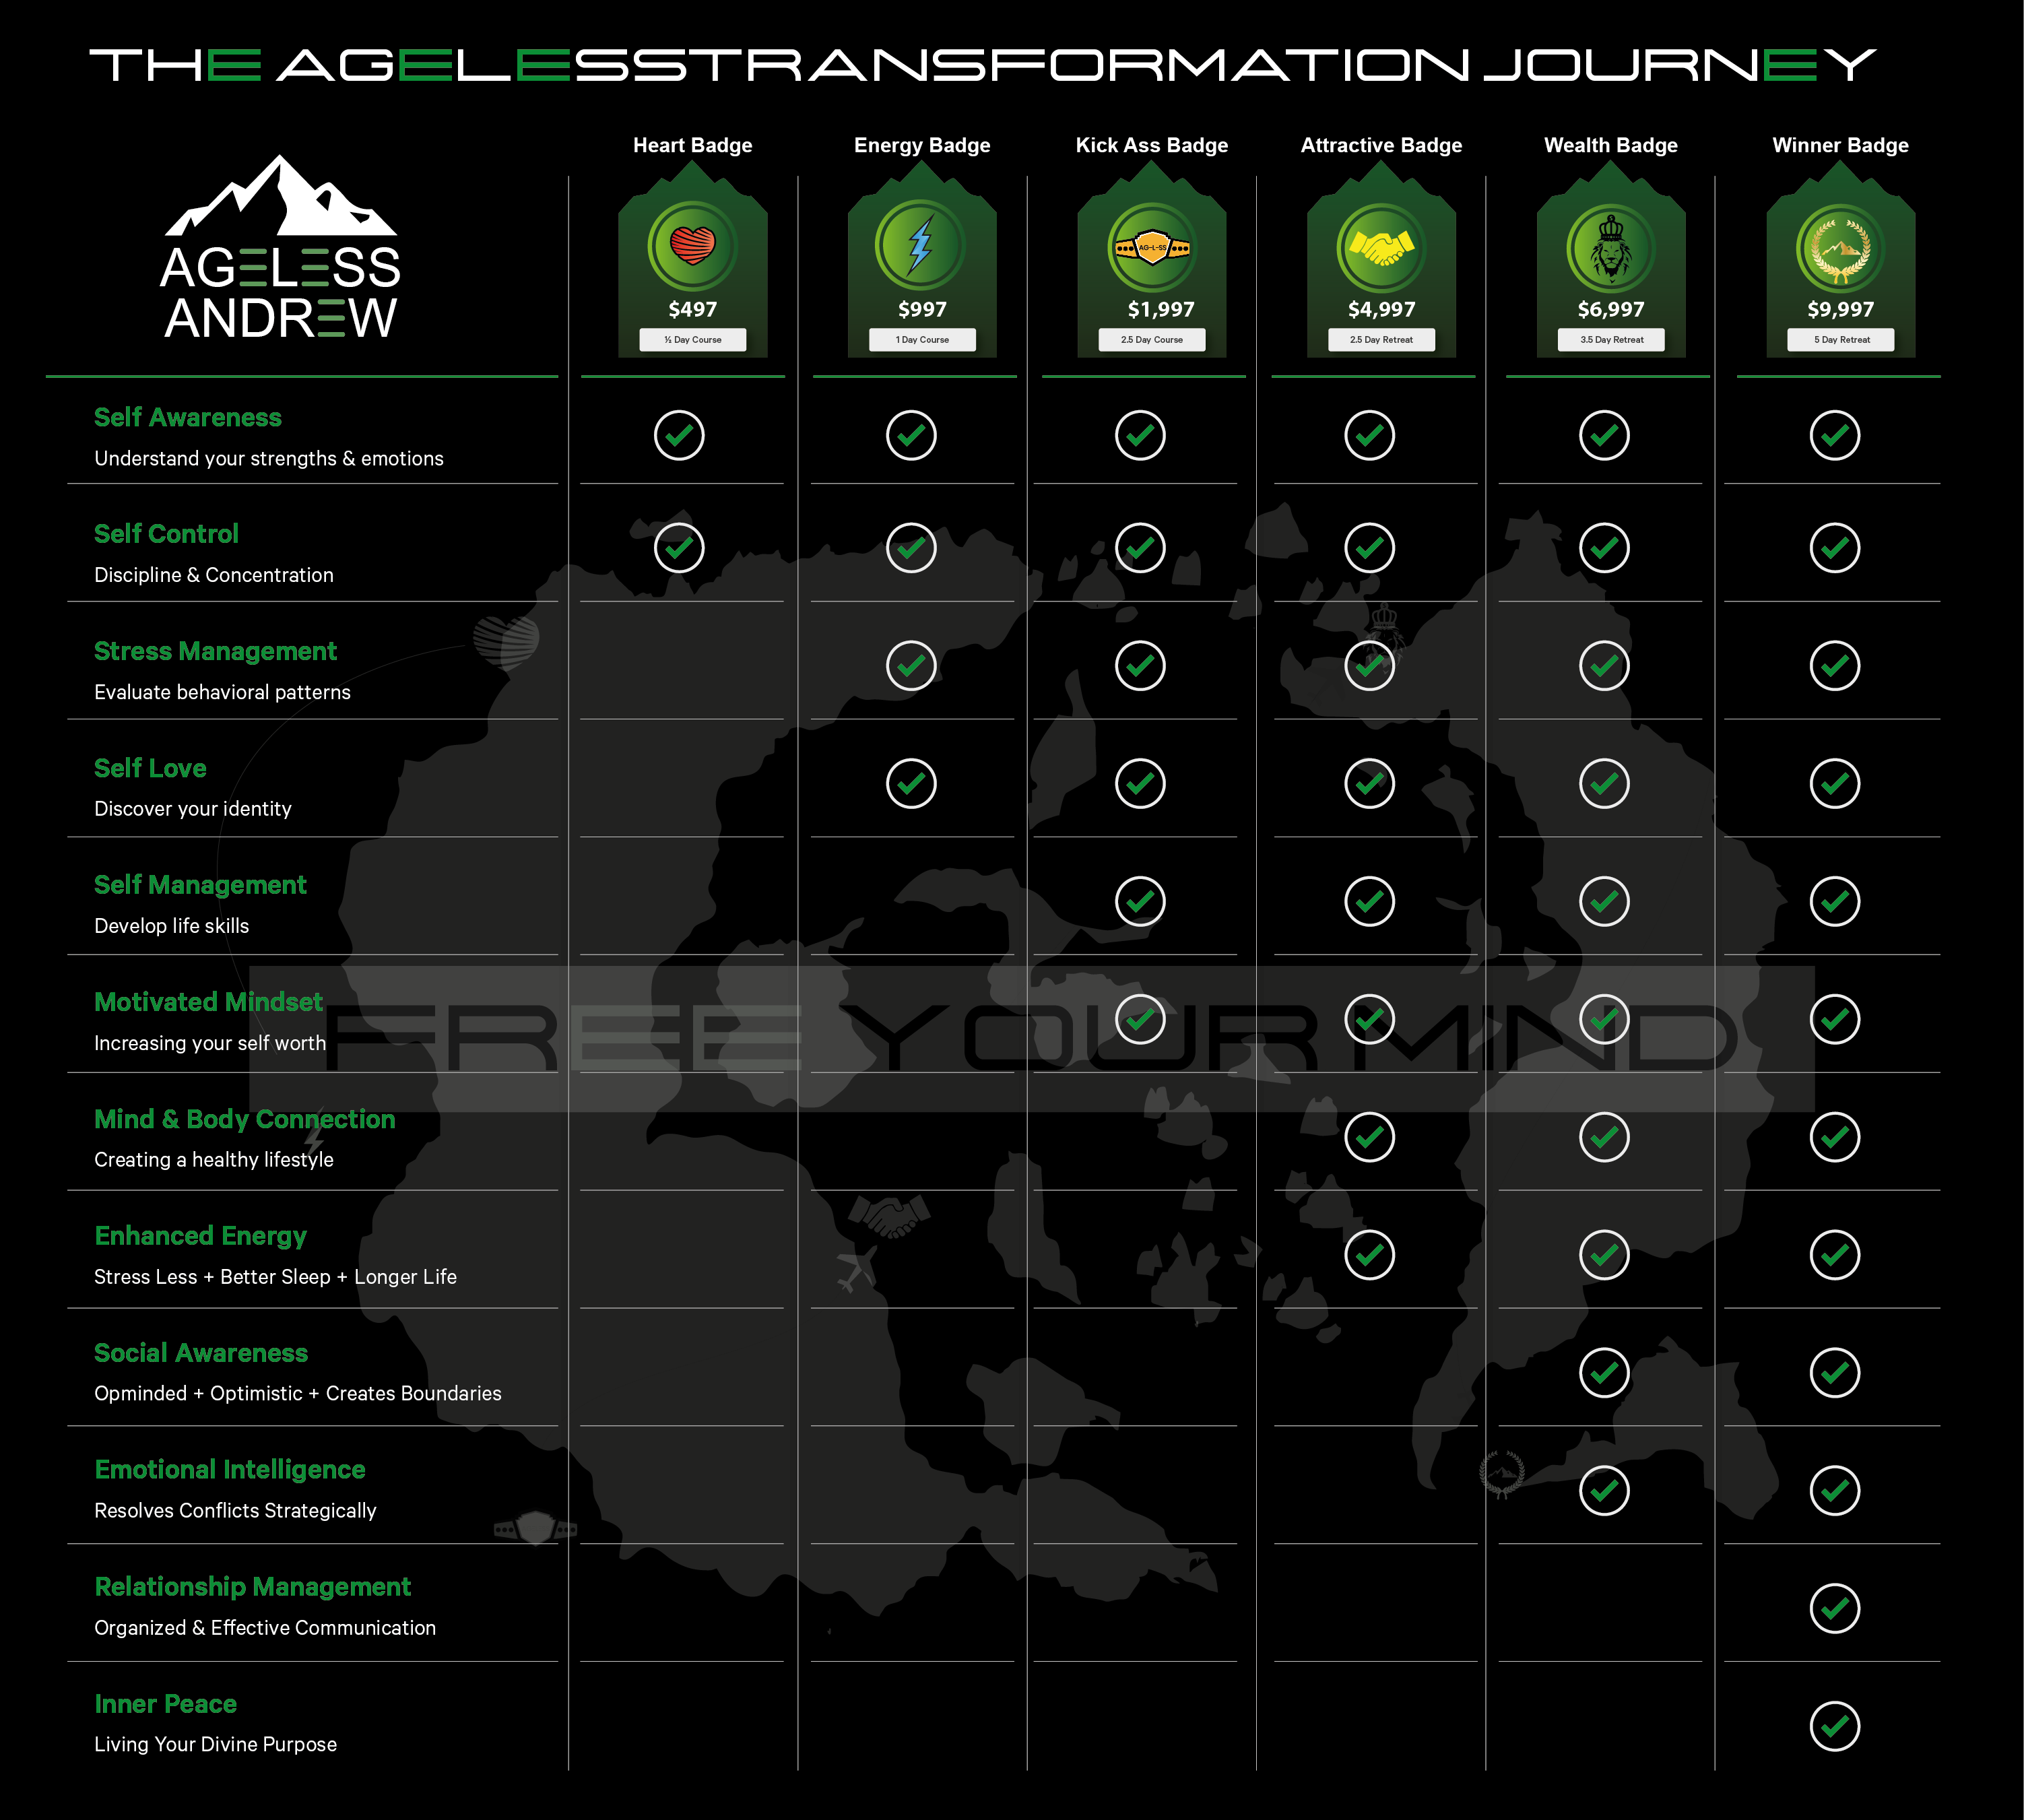 THE AGELESSTRANSFORMATION JOURNEY
Heart Badge
Energy Badge
Kick Ass Badge
Attractive Badge
Wealth Badge
Winner Badge
AGELESS
ANDREW
AG-L-SS
$497
$997
$1,997
$4,997
$6,997
$9,997
½ Day Course
1 Day Course
2.5 Day Course
2.5 Day Retreat
3.5 Day Retreat
5 Day Retreat
Self Awareness
Understand your strengths & emotions
Self Control
Discipline & Concentration
Stress Management
Evaluate behavioral patterns
Self Love
Discover your identity
Self Management
Develop life skills
Motivated Mindset
Increasing your self worth
FREE YOUR MIND
Mind & Body Connection
Creating a healthy lifestyle
Enhanced Energy
Stress Less + Better Sleep + Longer Life
Social Awareness
Opminded + Optimistic + Creates Boundaries
Emotional Intelligence
Resolves Conflicts Strategically
Relationship Management
Organized & Effective Communication
Inner Peace
Living Your Divine Purpose